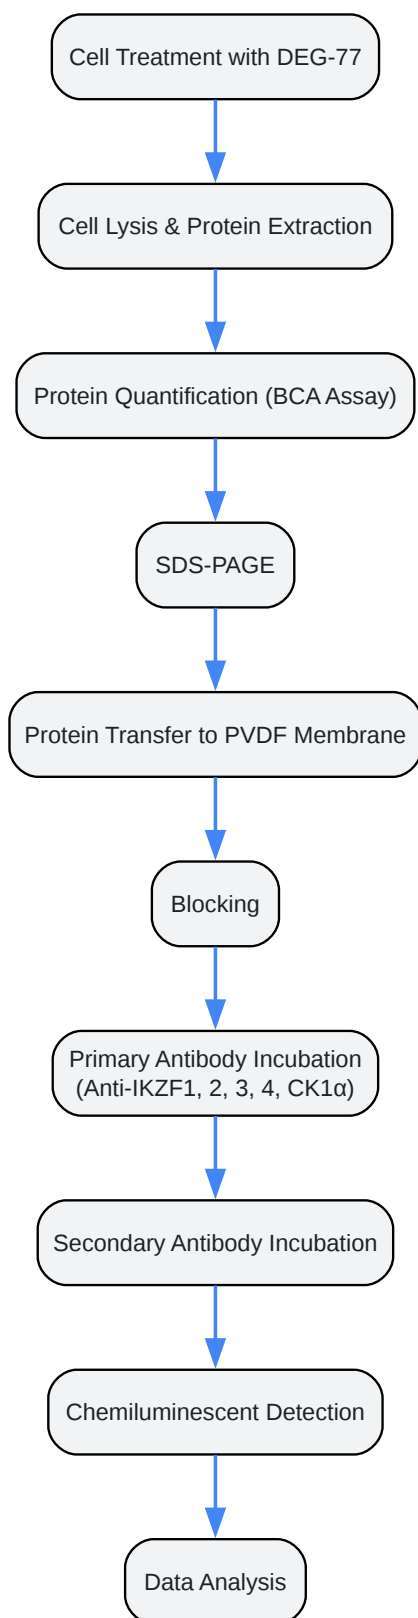 Cell Treatment with DEG-77
Cell Lysis & Protein Extraction
Protein Quantification (BCA Assay)
SDS-PAGE
Protein Transfer to PVDF Membrane
Blocking
Primary Antibody Incubation
(Anti-IKZF1, 2, 3, 4, CK1α)
Secondary Antibody Incubation
Chemiluminescent Detection
Data Analysis